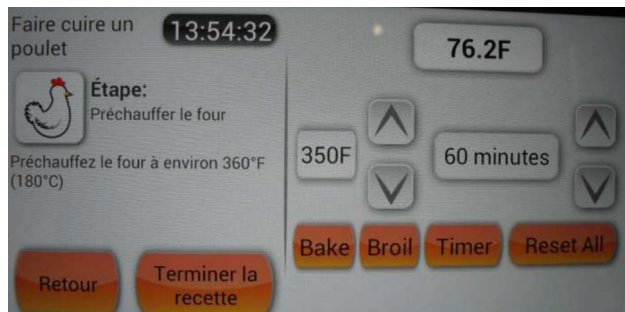 Faire cuire un
poulet
13:54:32
Étape:
Préchauffer le four
Préchauffez le four à environ 360°F
(180°C)
Retour
Terminer la
recette
76.2F
350F
60 minutes
Bake
Broil
Timer
Reset All